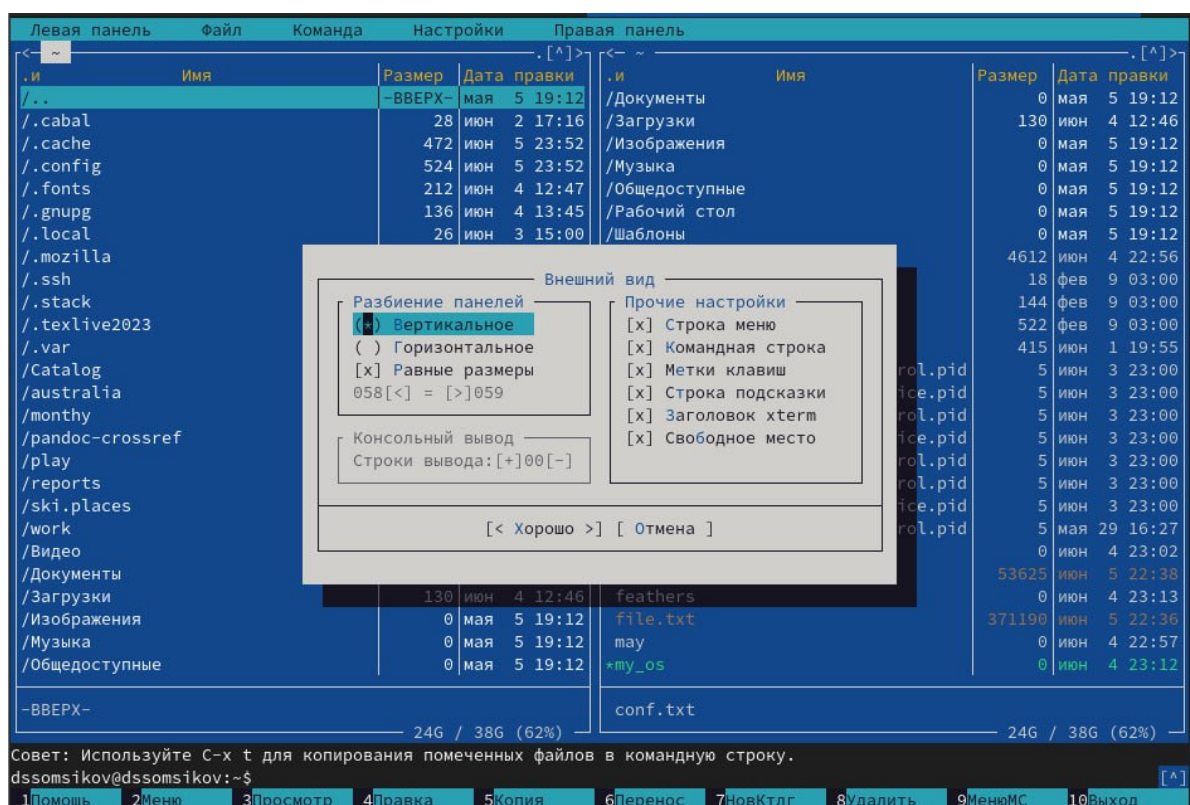 Левая панель Файл Команда Настройки Правая панель
<─ ~ .[^]> <─ ~ .[^]>
.и Имя Размер Дата правки .и Имя Размер Дата правки
/.. -ВВЕРХ- мая 5 19:12 /Документы 0 мая 5 19:12
/.cabal 28 июн 2 17:16 /Загрузки 130 июн 4 12:46
/.cache 472 июн 5 23:52 /Изображения 0 мая 5 19:12
/.config 524 июн 5 23:52 /Музыка 0 мая 5 19:12
/.fonts 212 июн 4 12:47 /Общедоступные 0 мая 5 19:12
/.gnupg 136 июн 4 13:45 /Рабочий стол 0 мая 5 19:12
/.local 26 июн 3 15:00 /Шаблоны 0 мая 5 19:12
/.mozilla 4612 июн 4 22:56
/.ssh Внешний вид 18 фев 9 03:00
/.stack Разбиение панелей Прочие настройки 144 фев 9 03:00
/.texlive2023 (*) Вертикальное [x] Строка меню 522 фев 9 03:00
/.var ( ) Горизонтальное [x] Командная строка 415 июн 1 19:55
/Catalog [x] Равные размеры [x] Метки клавиш rol.pid 5 июн 3 23:00
/australia 058[<] = [>]059 [x] Строка подсказки ice.pid 5 июн 3 23:00
/monthy [x] Заголовок xterm rol.pid 5 июн 3 23:00
/pandoc-crossref Консольный вывод [x] Свободное место ice.pid 5 июн 3 23:00
/play Строки вывода:[+]00[-] rol.pid 5 июн 3 23:00
/reports rol.pid 5 июн 3 23:00
/ski.places ice.pid 5 июн 3 23:00
/work [< Хорошо >] [ Отмена ] rol.pid 5 мая 29 16:27
/Видео 0 июн 4 23:02
/Документы 53625 июн 5 22:38
/Загрузки 130 июн 4 12:46 feathers 0 июн 4 23:13
/Изображения 0 мая 5 19:12 file.txt 371190 июн 5 22:36
/Музыка 0 мая 5 19:12 may 0 июн 4 22:57
/Общедоступные 0 мая 5 19:12 *my_os 0 июн 4 23:12
-ВВЕРХ- conf.txt
24G / 38G (62%) 24G / 38G (62%)
Совет: Используйте C-x t для копирования помеченных файлов в командную строку.
dssomsikov@dssomsikov:~$ [^]
1Помощь 2Меню 3Просмотр 4Правка 5Копия 6Перенос 7НовКтлг 8Удалить 9МенюMC 10Выход